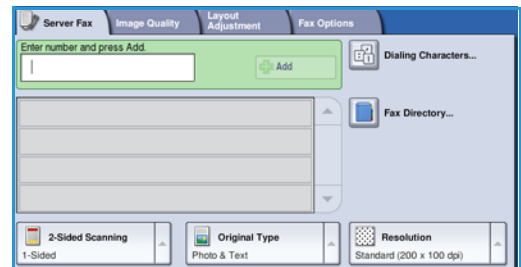 Server Fax
Image Quality
Layout
Adjustment
Fax Options
Enter number and press Add.
Add
Dialing Characters...
Fax Directory...
2-Sided Scanning
1-Sided
Original Type
Photo & Text
Resolution
Standard (200 x 100 dpi)